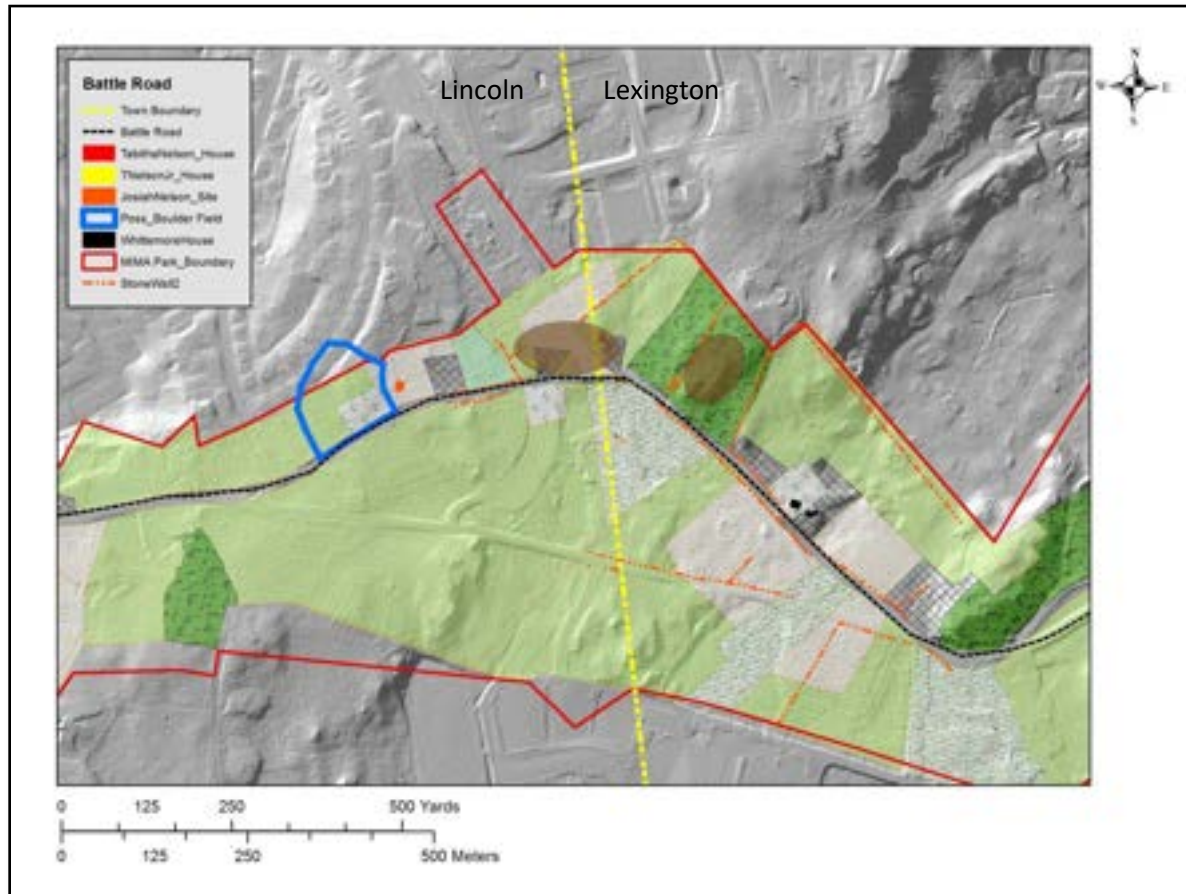 N
W E
S
Lincoln Lexington
Battle Road
Town Boundary
Battle Road
TabithaNelson_House
TNelsonJr_House
JosiahNelson_Site
Poss_Boulder Field
WhittemoreHouse
MIMA Park_Boundary
StoneWall2
0 125 250 500 Yards
0 125 250 500 Meters